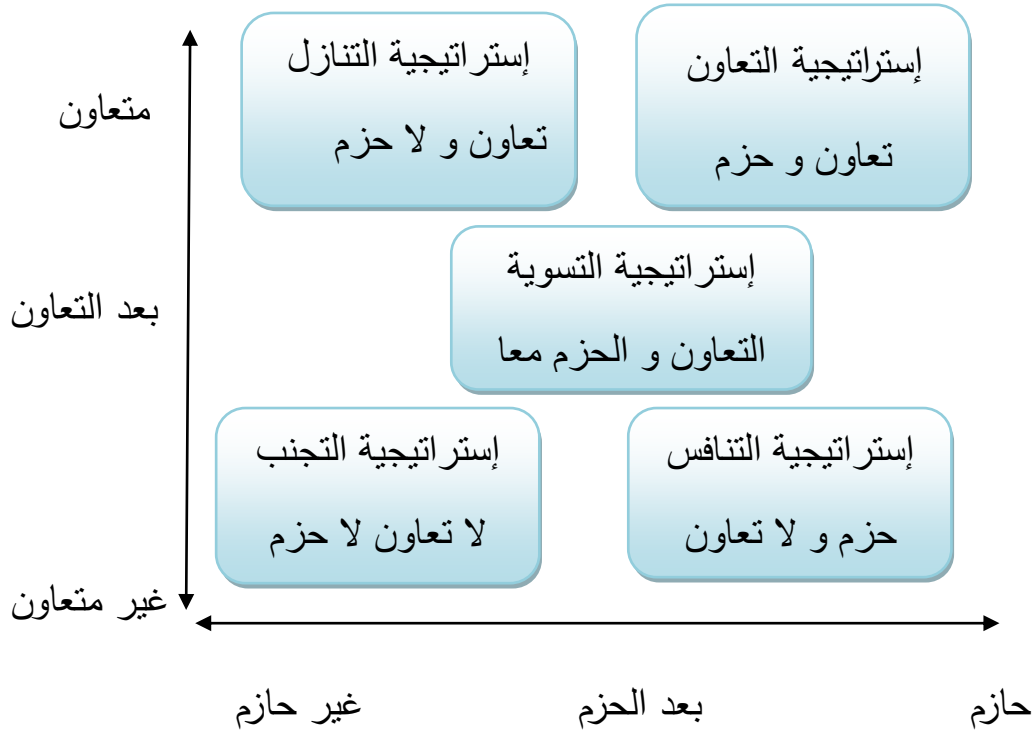 إستراتيجية التعاون
تعاون و حزم
إستراتيجية التنازل
تعاون و لا حزم
متعاون
إستراتيجية التسوية
التعاون و الحزم معا
بعد التعاون
إستراتيجية التنافس
حزم و لا تعاون
إستراتيجية التجنب
لا تعاون لا حزم
غير متعاون
حازم
بعد الحزم
غير حازم